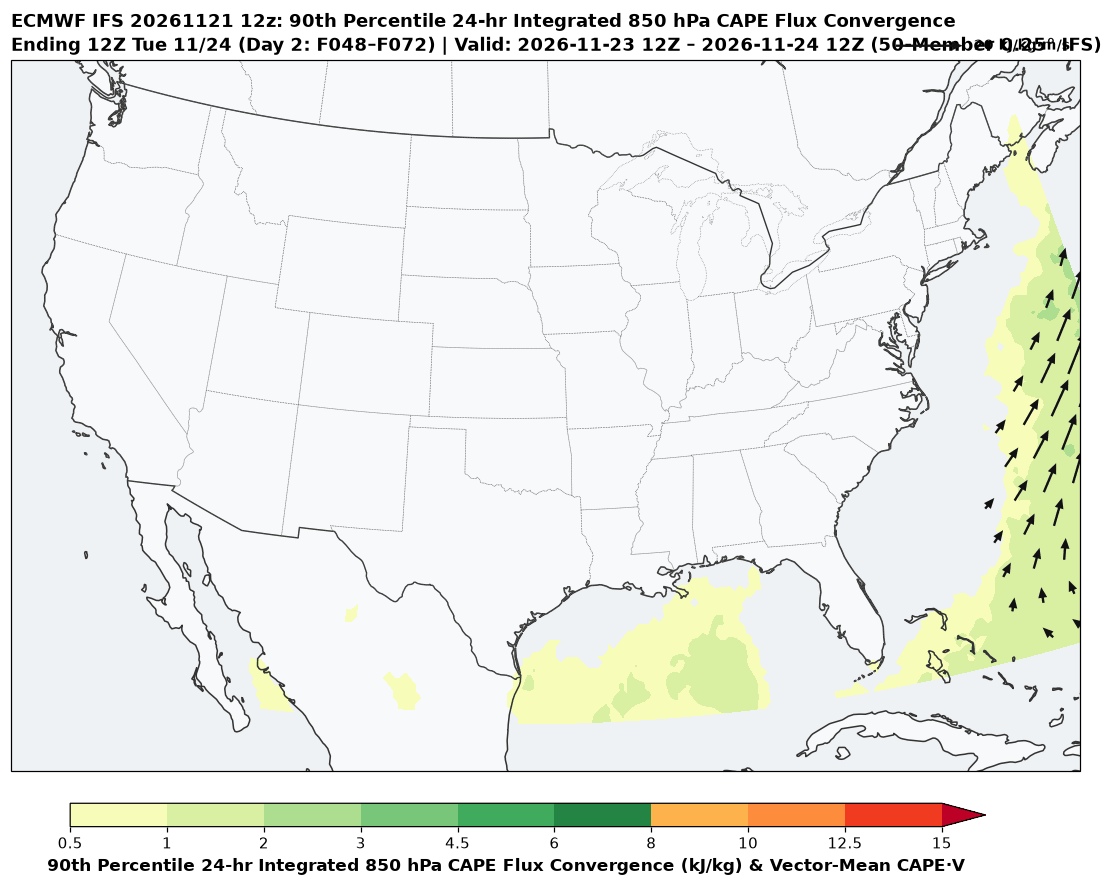 ECMWF IFS 20261121 12z: 90th Percentile 24-hr Integrated 850 hPa CAPE Flux Convergence
Ending 12Z Tue 11/24 (Day 2: F048–F072) | Valid: 2026-11-23 12Z – 2026-11-24 12Z (50-Member 0.25° IFS)
0.5 1 2 3 4.5 6 8 10 12.5 15
90th Percentile 24-hr Integrated 850 hPa CAPE Flux Convergence (kJ/kg) & Vector-Mean CAPE·V